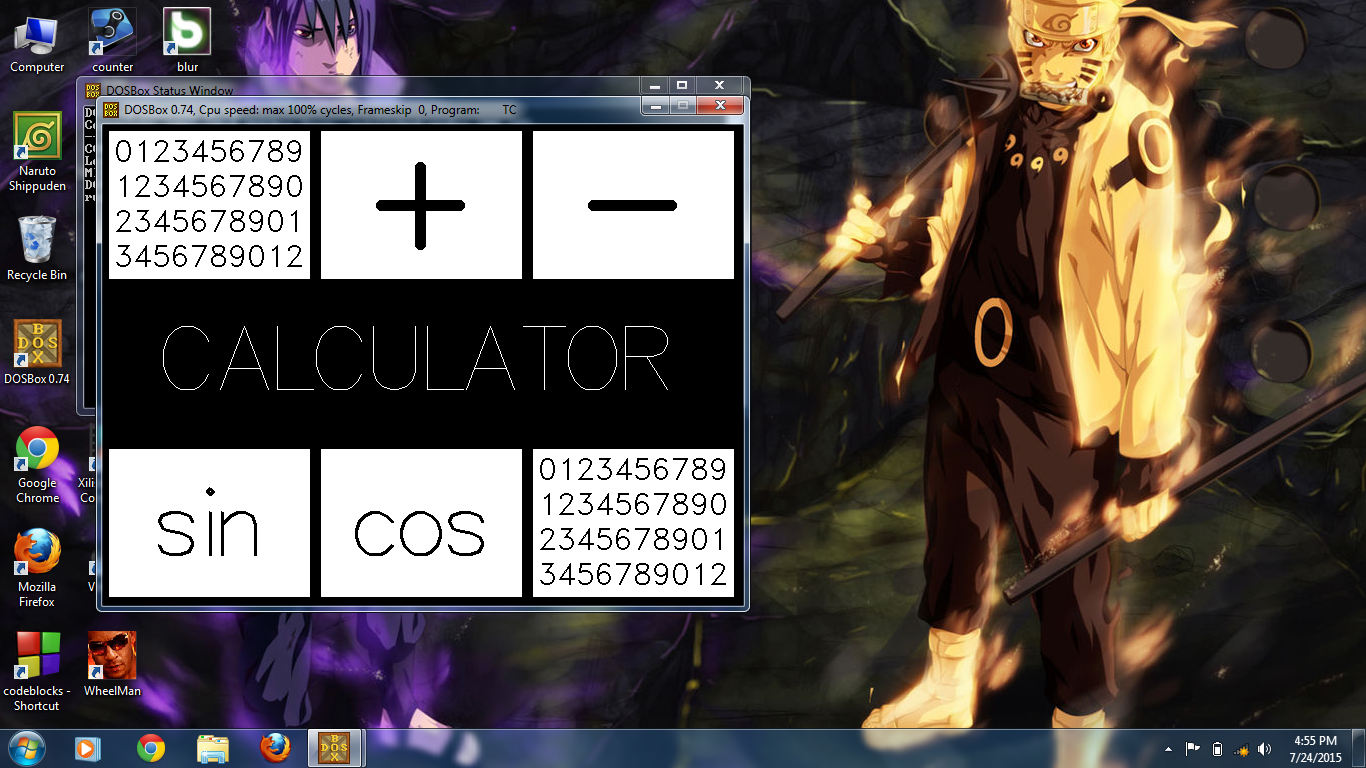 Computer
counter
blur
DOSBox Status Window
DOSBox 0.74, Cpu speed: max 100% cycles, Frameskip 0, Program: TC
0123456789
1234567890
2345678901
3456789012
+
−
CALCULATOR
sin
cos
0123456789
1234567890
2345678901
3456789012
Naruto
Shippuden
Recycle Bin
DOSBox 0.74
Google
Chrome
Mozilla
Firefox
codeblocks -
Shortcut
WheelMan
4:55 PM
7/24/2015